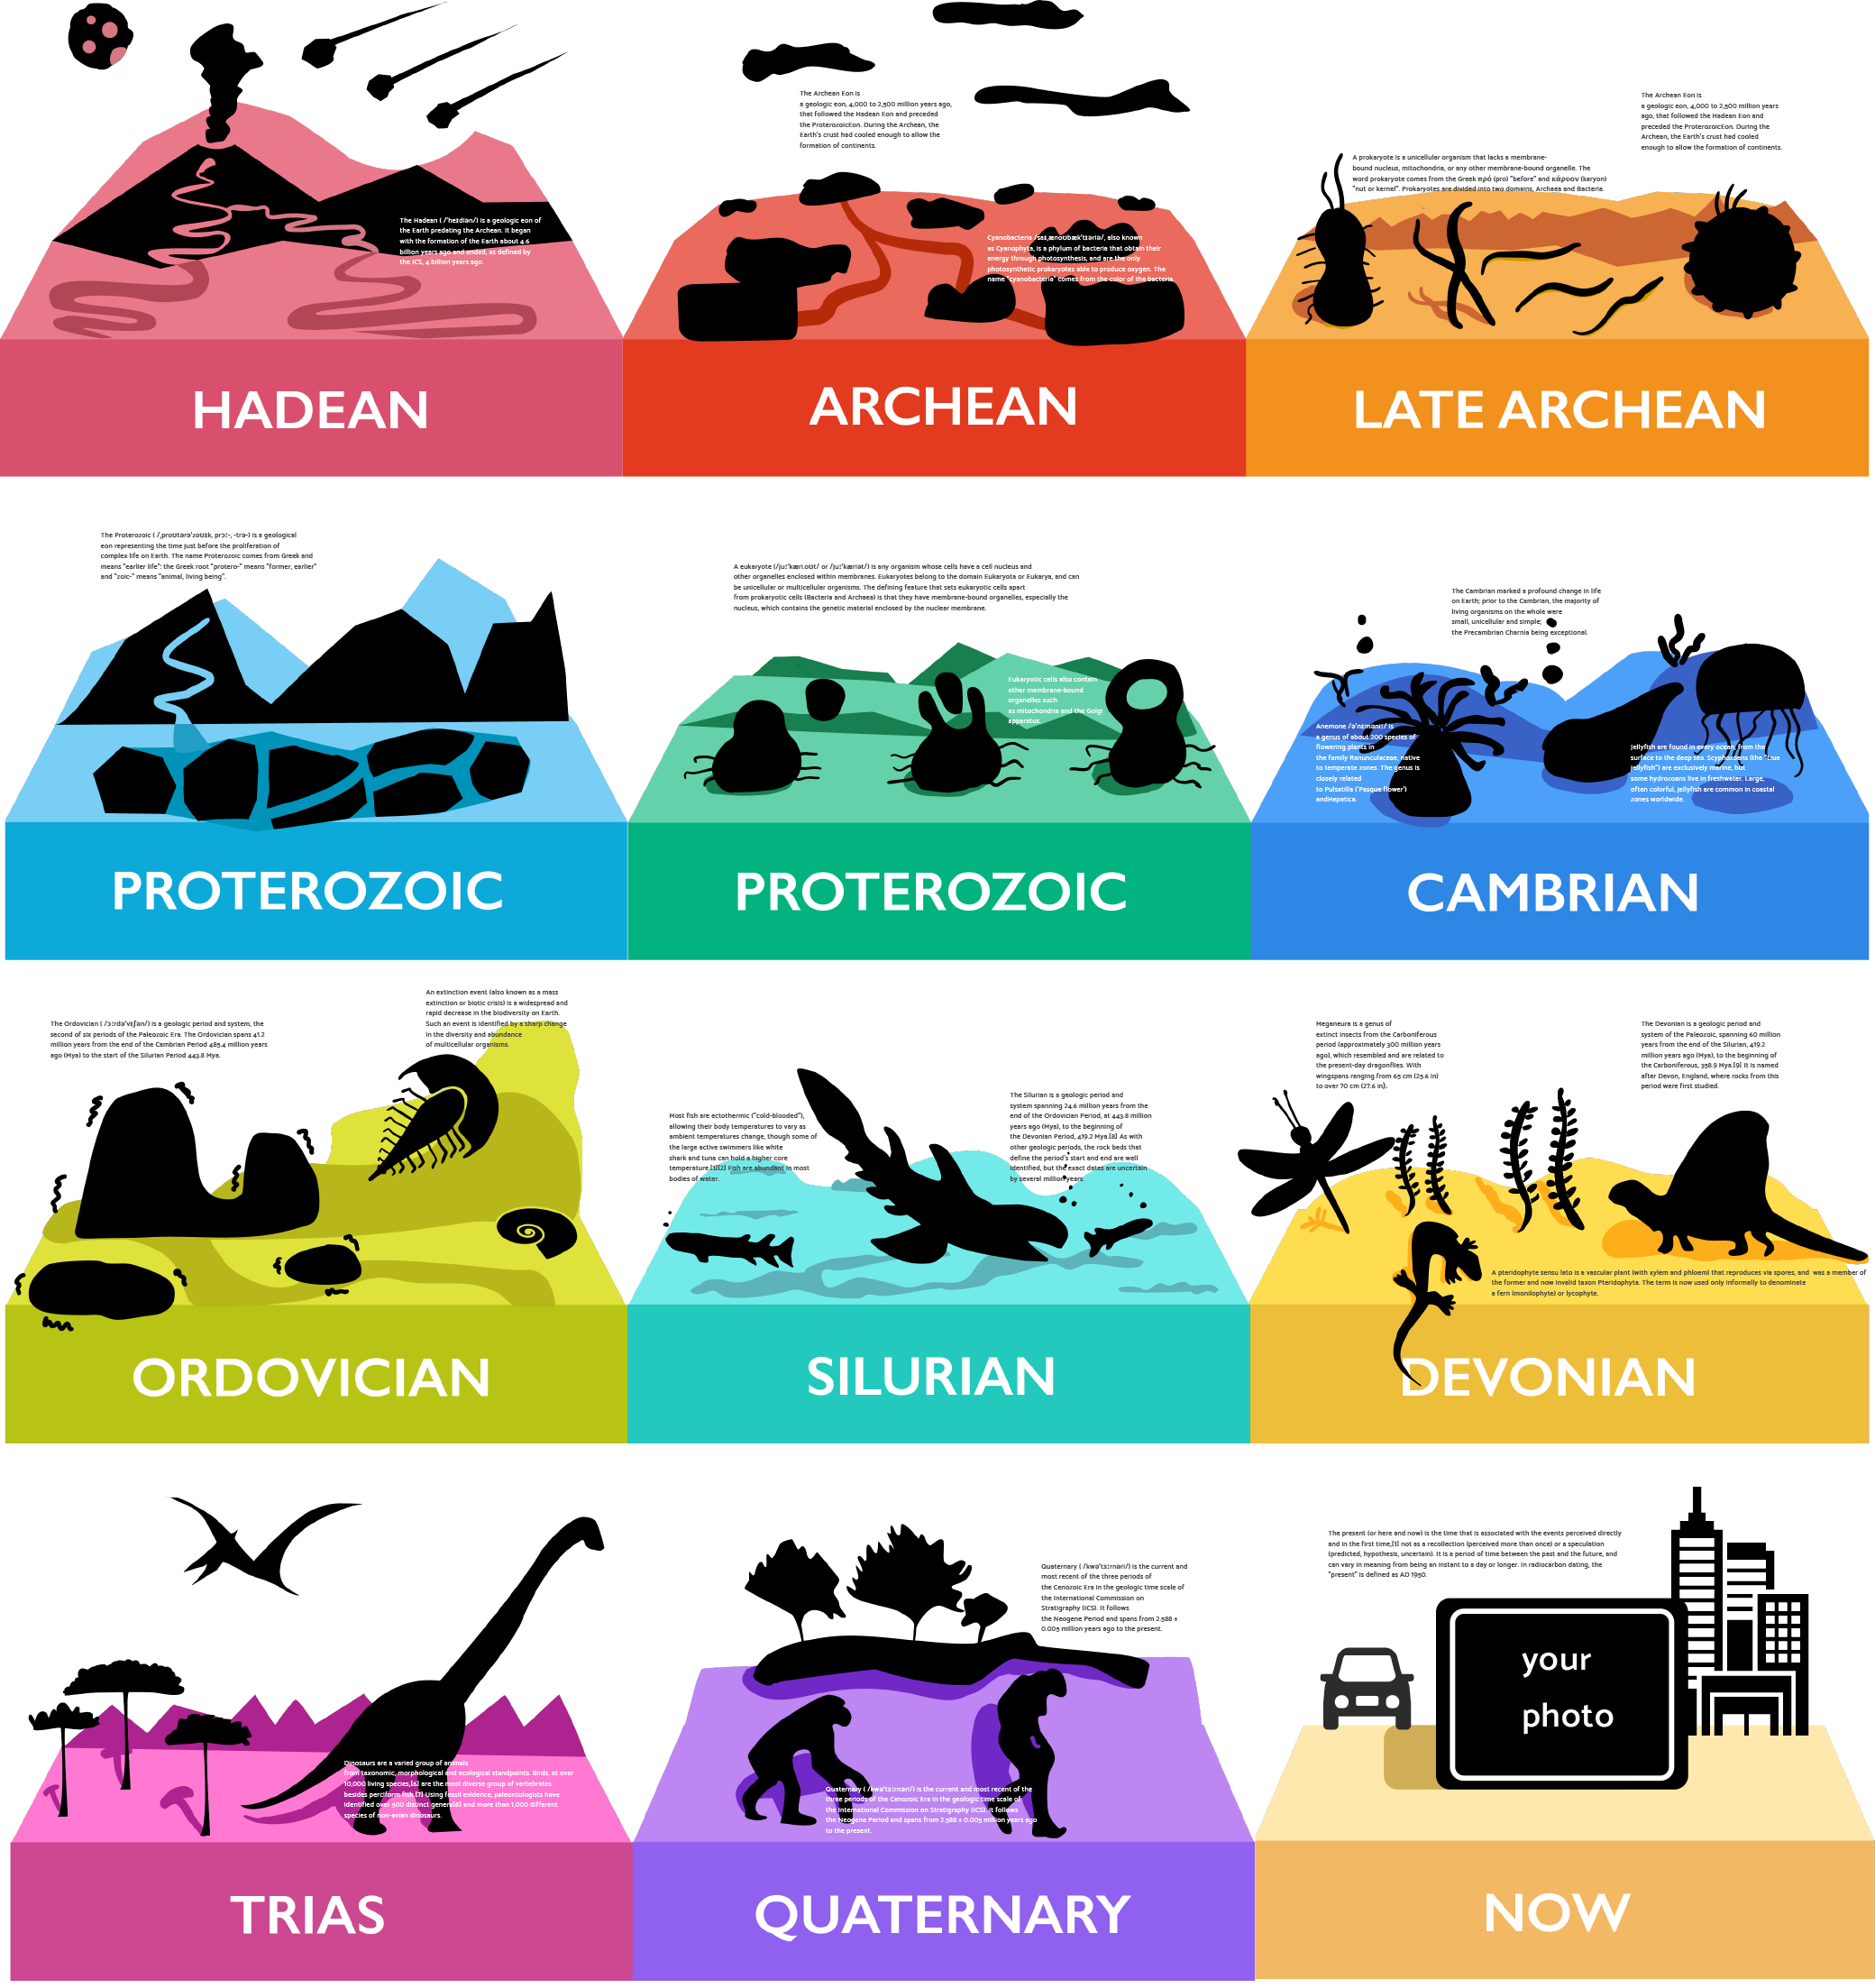 The Hadean ( /ˈheɪdiən/) is a geologic eon of
the Earth predating the Archean. It began
with the formation of the Earth about 4.6
billion years ago and ended, as defined by
the ICS, 4 billion years ago.
HADEAN
The Archean Eon is
a geologic eon, 4,000 to 2,500 million years ago,
that followed the Hadean Eon and preceded
the ProterozoicEon. During the Archean, the
Earth's crust had cooled enough to allow the
formation of continents.
Cyanobacteria /saɪˌænoʊbækˈtɪəriə/, also known
as Cyanophyta, is a phylum of bacteria that obtain their
energy through photosynthesis, and are the only
photosynthetic prokaryotes able to produce oxygen. The
name "cyanobacteria" comes from the color of the bacteria
ARCHEAN
The Archean Eon is
a geologic eon, 4,000 to 2,500 million years
ago, that followed the Hadean Eon and
preceded the ProterozoicEon. During the
Archean, the Earth's crust had cooled
enough to allow the formation of continents.
A prokaryote is a unicellular organism that lacks a membrane-
bound nucleus, mitochondria, or any other membrane-bound organelle. The
word prokaryote comes from the Greek πρό (pro) "before" and κάρυον (karyon)
"nut or kernel". Prokaryotes are divided into two domains, Archaea and Bacteria.
LATE ARCHEAN
The Proterozoic ( /ˌproʊtərəˈzoʊɪk, prɔː-, -trə-/) is a geological
eon representing the time just before the proliferation of
complex life on Earth. The name Proterozoic comes from Greek and
means "earlier life": the Greek root "protero-" means "former, earlier"
and "zoic-" means "animal, living being".
PROTEROZOIC
A eukaryote (/juːˈkæri.oʊt/ or /juːˈkæriət/) is any organism whose cells have a cell nucleus and
other organelles enclosed within membranes. Eukaryotes belong to the domain Eukaryota or Eukarya, and can
be unicellular or multicellular organisms. The defining feature that sets eukaryotic cells apart
from prokaryotic cells (Bacteria and Archaea) is that they have membrane-bound organelles, especially the
nucleus, which contains the genetic material enclosed by the nuclear membrane.
Eukaryotic cells also contain
other membrane-bound
organelles such
as mitochondria and the Golgi
apparatus.
PROTEROZOIC
The Cambrian marked a profound change in life
on Earth; prior to the Cambrian, the majority of
living organisms on the whole were
small, unicellular and simple;
the Precambrian Charnia being exceptional.
Anemone /əˈnɛməniː/ is
a genus of about 200 species of
flowering plants in
the family Ranunculaceae, native
to temperate zones. The genus is
closely related
to Pulsatilla ('Pasque flower')
andHepatica.
Jellyfish are found in every ocean, from the
surface to the deep sea. Scyphozoans (the "true
jellyfish") are exclusively marine, but
some hydrozoans live in freshwater. Large,
often colorful, jellyfish are common in coastal
zones worldwide.
CAMBRIAN
The Ordovician ( /ɔːrdəˈvɪʃən/) is a geologic period and system, the
second of six periods of the Paleozoic Era. The Ordovician spans 41.2
million years from the end of the Cambrian Period 485.4 million years
ago (Mya) to the start of the Silurian Period 443.8 Mya.
An extinction event (also known as a mass
extinction or biotic crisis) is a widespread and
rapid decrease in the biodiversity on Earth.
Such an event is identified by a sharp change
in the diversity and abundance
of multicellular organisms.
ORDOVICIAN
Most fish are ectothermic ("cold-blooded"),
allowing their body temperatures to vary as
ambient temperatures change, though some of
the large active swimmers like white
shark and tuna can hold a higher core
temperature.[1][2] Fish are abundant in most
bodies of water.
The Silurian is a geologic period and
system spanning 24.6 million years from the
end of the Ordovician Period, at 443.8 million
years ago (Mya), to the beginning of
the Devonian Period, 419.2 Mya.[8] As with
other geologic periods, the rock beds that
define the period's start and end are well
identified, but the exact dates are uncertain
by several million years.
SILURIAN
Meganeura is a genus of
extinct insects from the Carboniferous
period (approximately 300 million years
ago), which resembled and are related to
the present-day dragonflies. With
wingspans ranging from 65 cm (25.6 in)
to over 70 cm (27.6 in).
The Devonian is a geologic period and
system of the Paleozoic, spanning 60 million
years from the end of the Silurian, 419.2
million years ago (Mya), to the beginning of
the Carboniferous, 358.9 Mya.[9] It is named
after Devon, England, where rocks from this
period were first studied.
A pteridophyte sensu lato is a vascular plant (with xylem and phloem) that reproduces via spores, and was a member of
the former and now invalid taxon Pteridophyta. The term is now used only informally to denominate
a fern (monilophyte) or lycophyte.
DEVONIAN
Dinosaurs are a varied group of animals
from taxonomic, morphological and ecological standpoints. Birds, at over
10,000 living species,[6] are the most diverse group of vertebrates
besides perciform fish.[7] Using fossil evidence, paleontologists have
identified over 500 distinct genera[8] and more than 1,000 different
species of non-avian dinosaurs.
TRIAS
Quaternary ( /kwəˈtɜːrnəri/) is the current and
most recent of the three periods of
the Cenozoic Era in the geologic time scale of
the International Commission on
Stratigraphy (ICS). It follows
the Neogene Period and spans from 2.588 ±
0.005 million years ago to the present.
Quaternary ( /kwəˈtɜːrnəri/) is the current and most recent of the
three periods of the Cenozoic Era in the geologic time scale of
the International Commission on Stratigraphy (ICS). It follows
the Neogene Period and spans from 2.588 ± 0.005 million years ago
to the present.
QUATERNARY
The present (or here and now) is the time that is associated with the events perceived directly
and in the first time,[1] not as a recollection (perceived more than once) or a speculation
(predicted, hypothesis, uncertain). It is a period of time between the past and the future, and
can vary in meaning from being an instant to a day or longer. In radiocarbon dating, the
"present" is defined as AD 1950.
your
photo
NOW